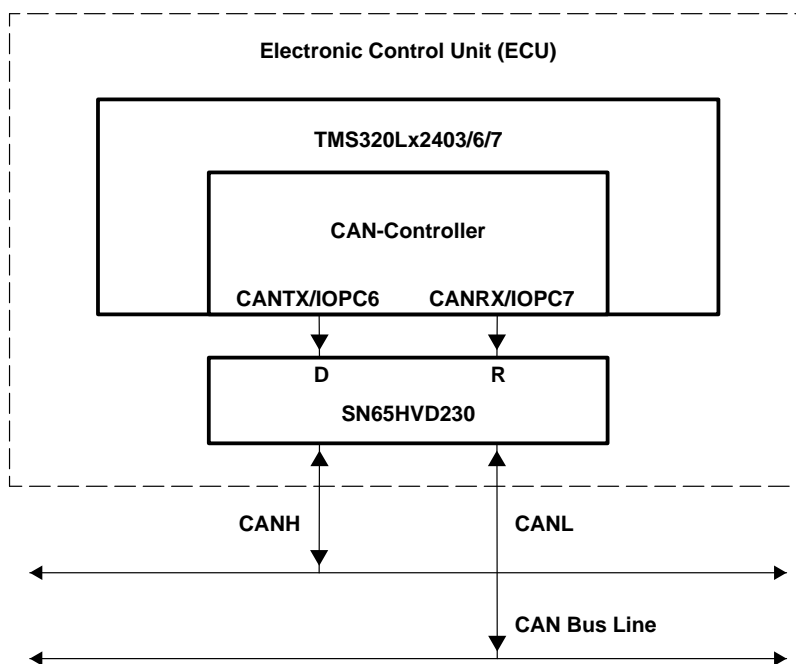 Electronic Control Unit (ECU)
TMS320Lx2403/6/7
CAN-Controller
CANTX/IOPC6 CANRX/IOPC7
D R
SN65HVD230
CANH CANL
CAN Bus Line